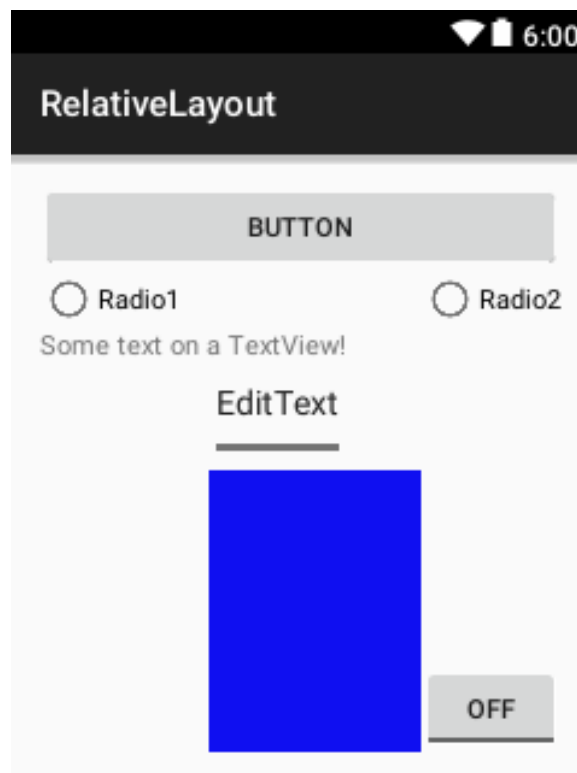 6:00
RelativeLayout
BUTTON
Radio1 Radio2
Some text on a TextView!
EditText
OFF